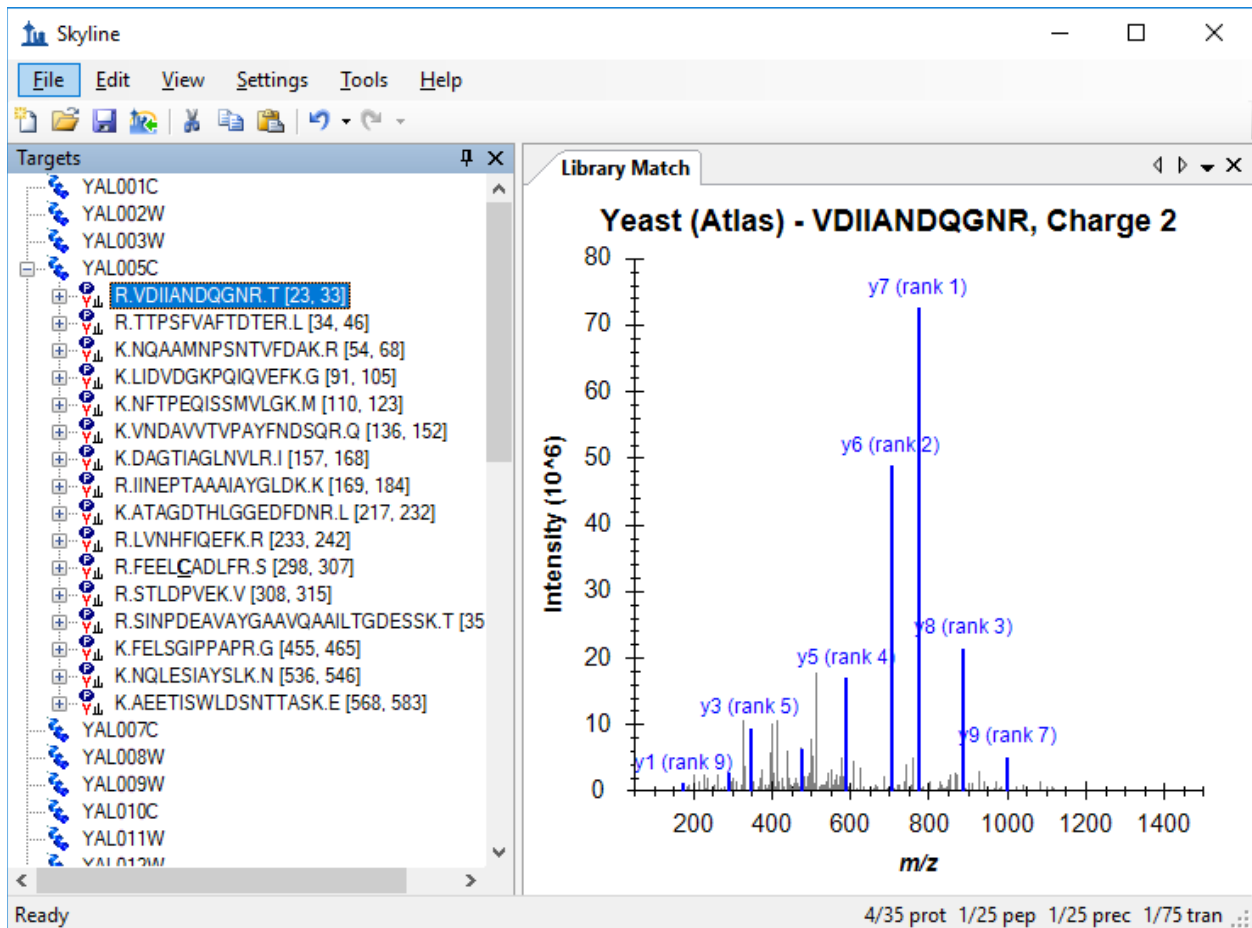 Skyline
File Edit View Settings Tools Help
Targets
YAL001C
YAL002W
YAL003W
YAL005C
R.VDIIANDQGNR.T [23, 33]
R.TTPSFVAFTDTER.L [34, 46]
K.NQAAMNPSNTVFDAK.R [54, 68]
K.LIDVDGKPQIQVEFK.G [91, 105]
K.NFTPEQISSMVLGK.M [110, 123]
K.VNDAVVTVPAYFNDSQR.Q [136, 152]
K.DAGTIAGLNVLR.I [157, 168]
R.IINEPTAAAIAYGLDK.K [169, 184]
K.ATAGDTHLGGEDFDNR.L [217, 232]
R.LVNHFIQEFK.R [233, 242]
R.FEELCADLFR.S [298, 307]
R.STLDPVEK.V [308, 315]
R.SINPDEAVAYGAAVQAAILTGDESSK.T [35
K.FELSGIPPAPR.G [455, 465]
K.NQLESIAYSLK.N [536, 546]
K.AEETISWLDSNTTASK.E [568, 583]
YAL007C
YAL008W
YAL009W
YAL010C
YAL011W
YAL012W
Library Match
Yeast (Atlas) - VDIIANDQGNR, Charge 2
Intensity (10^6)
80
70
60
50
40
30
20
10
0
y7 (rank 1)
y6 (rank 2)
y8 (rank 3)
y5 (rank 4)
y3 (rank 5)
y9 (rank 7)
y1 (rank 9)
200 400 600 800 1000 1200 1400
m/z
Ready
4/35 prot 1/25 pep 1/25 prec 1/75 tran